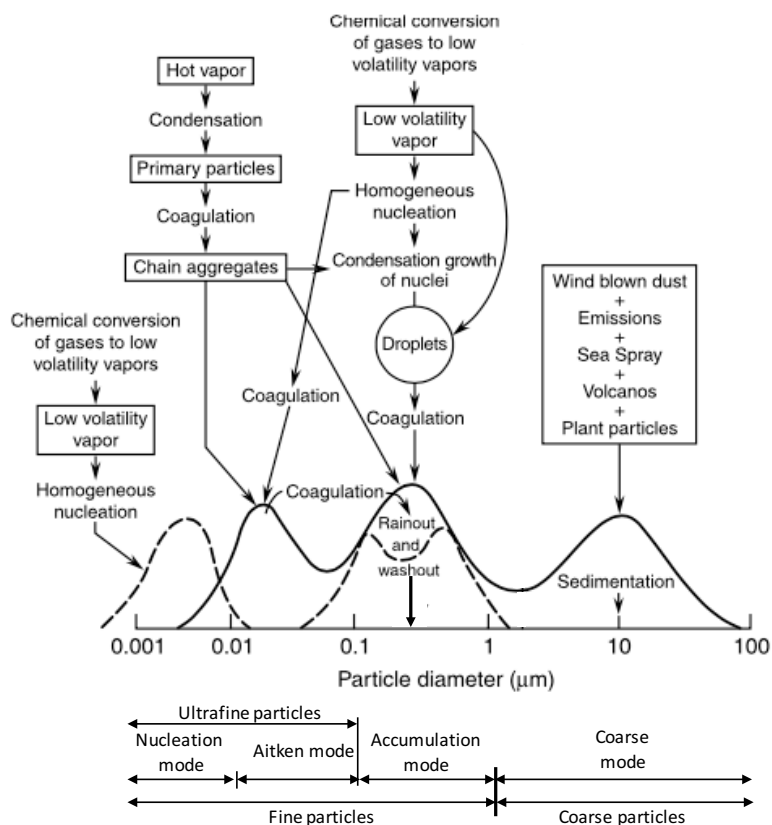 Hot vapor
Condensation
Primary particles
Coagulation
Chain aggregates
Chemical conversion
of gases to low
volatility vapors
Low volatility
vapor
Homogeneous
nucleation
Condensation growth
of nuclei
Droplets
Coagulation
Coagulation
Chemical conversion
of gases to low
volatility vapors
Low volatility
vapor
Homogeneous
nucleation
Wind blown dust
+
Emissions
+
Sea Spray
+
Volcanos
+
Plant particles
Coagulation
Rainout
and
washout
Sedimentation
0.001 0.01 0.1 1 10 100
Particle diameter (μm)
Ultrafine particles
Nucleation
mode
Aitken mode
Accumulation
mode
Coarse
mode
Fine particles
Coarse particles